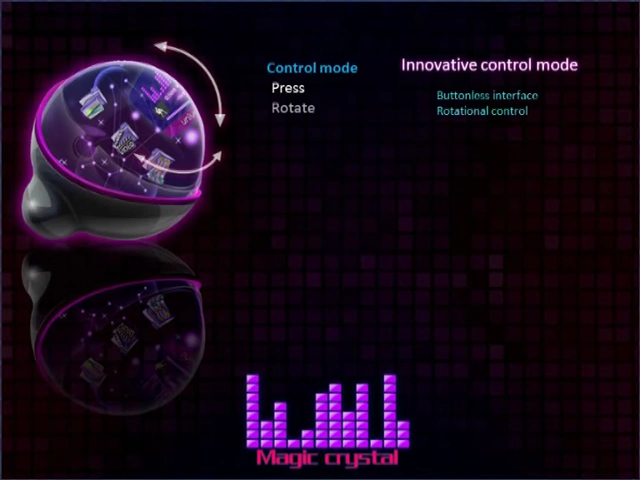 Control mode
Press
Rotate
Innovative control mode
Buttonless interface
Rotational control
Magic crystal